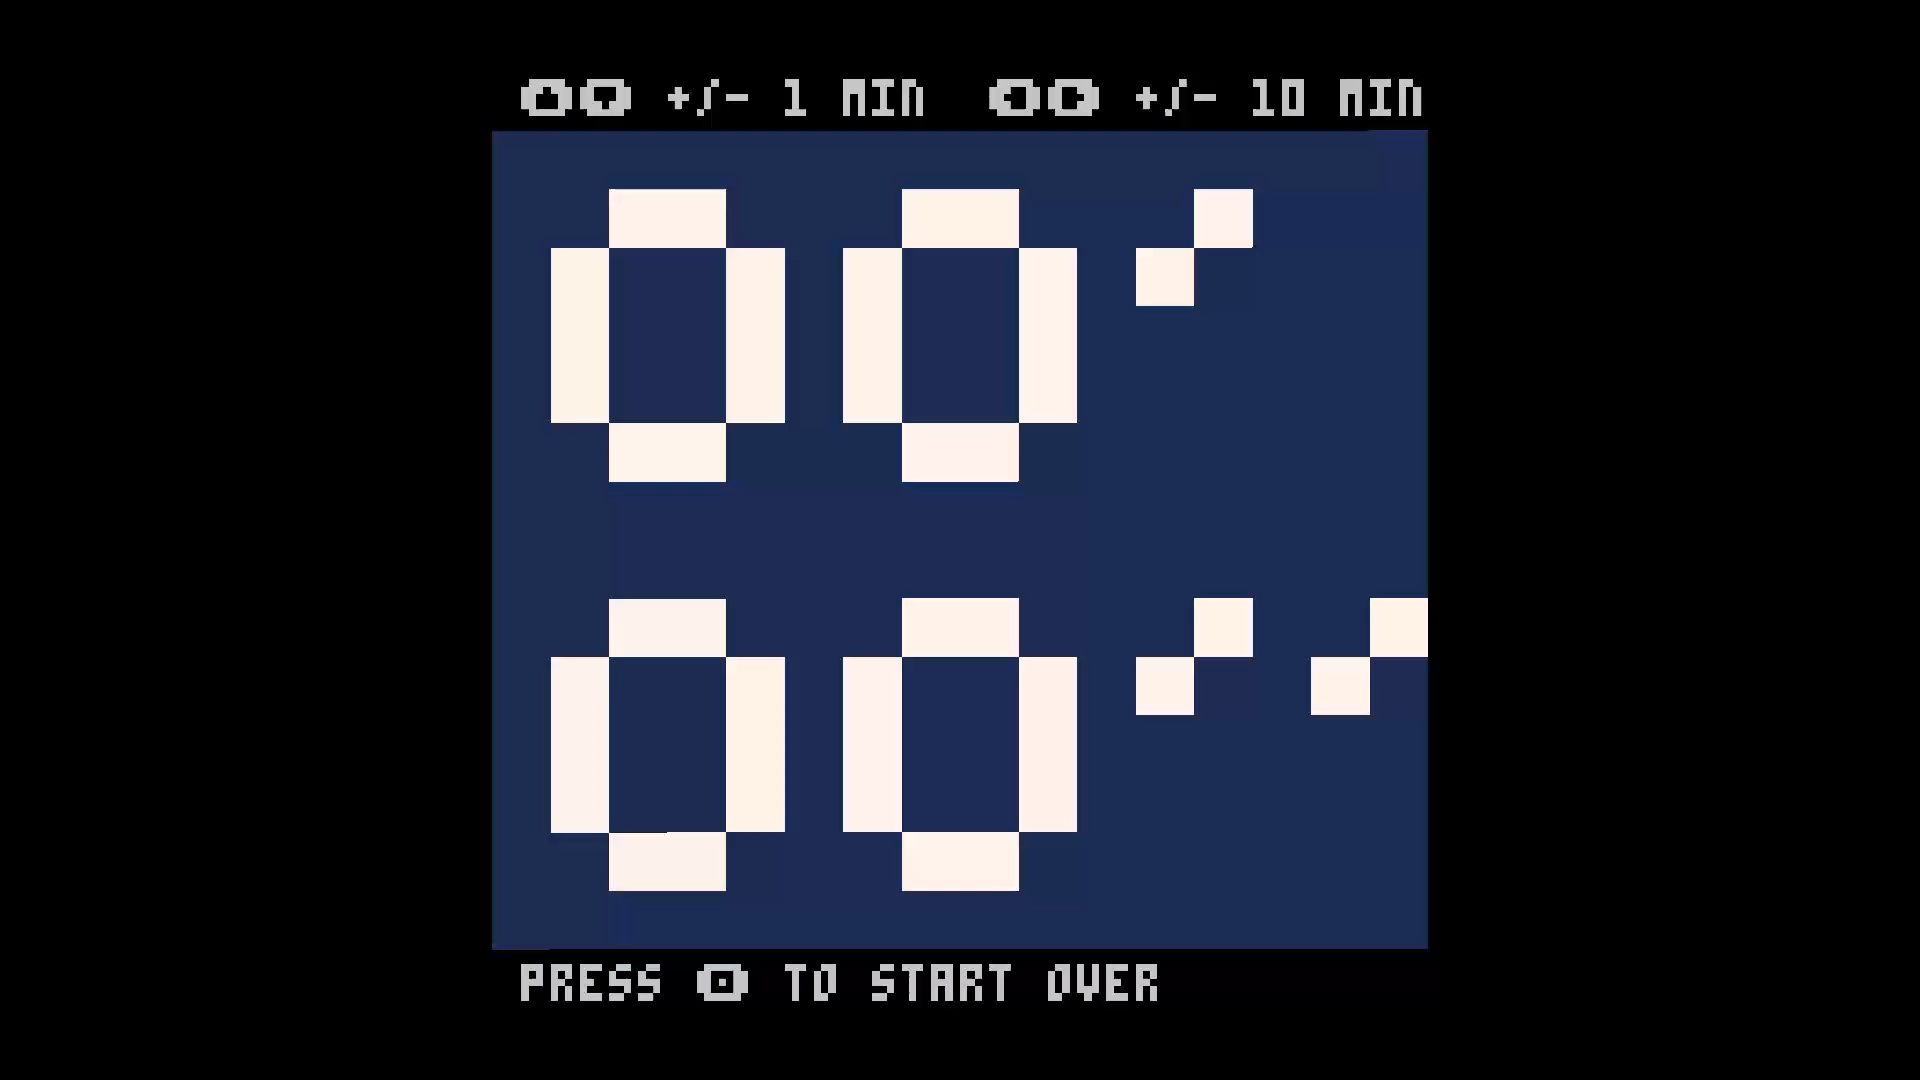 ⬆️⬇️ +/- 1 MIN ⬅️➡️ +/- 10 MIN
00'
00''
PRESS 🅾️ TO START OVER